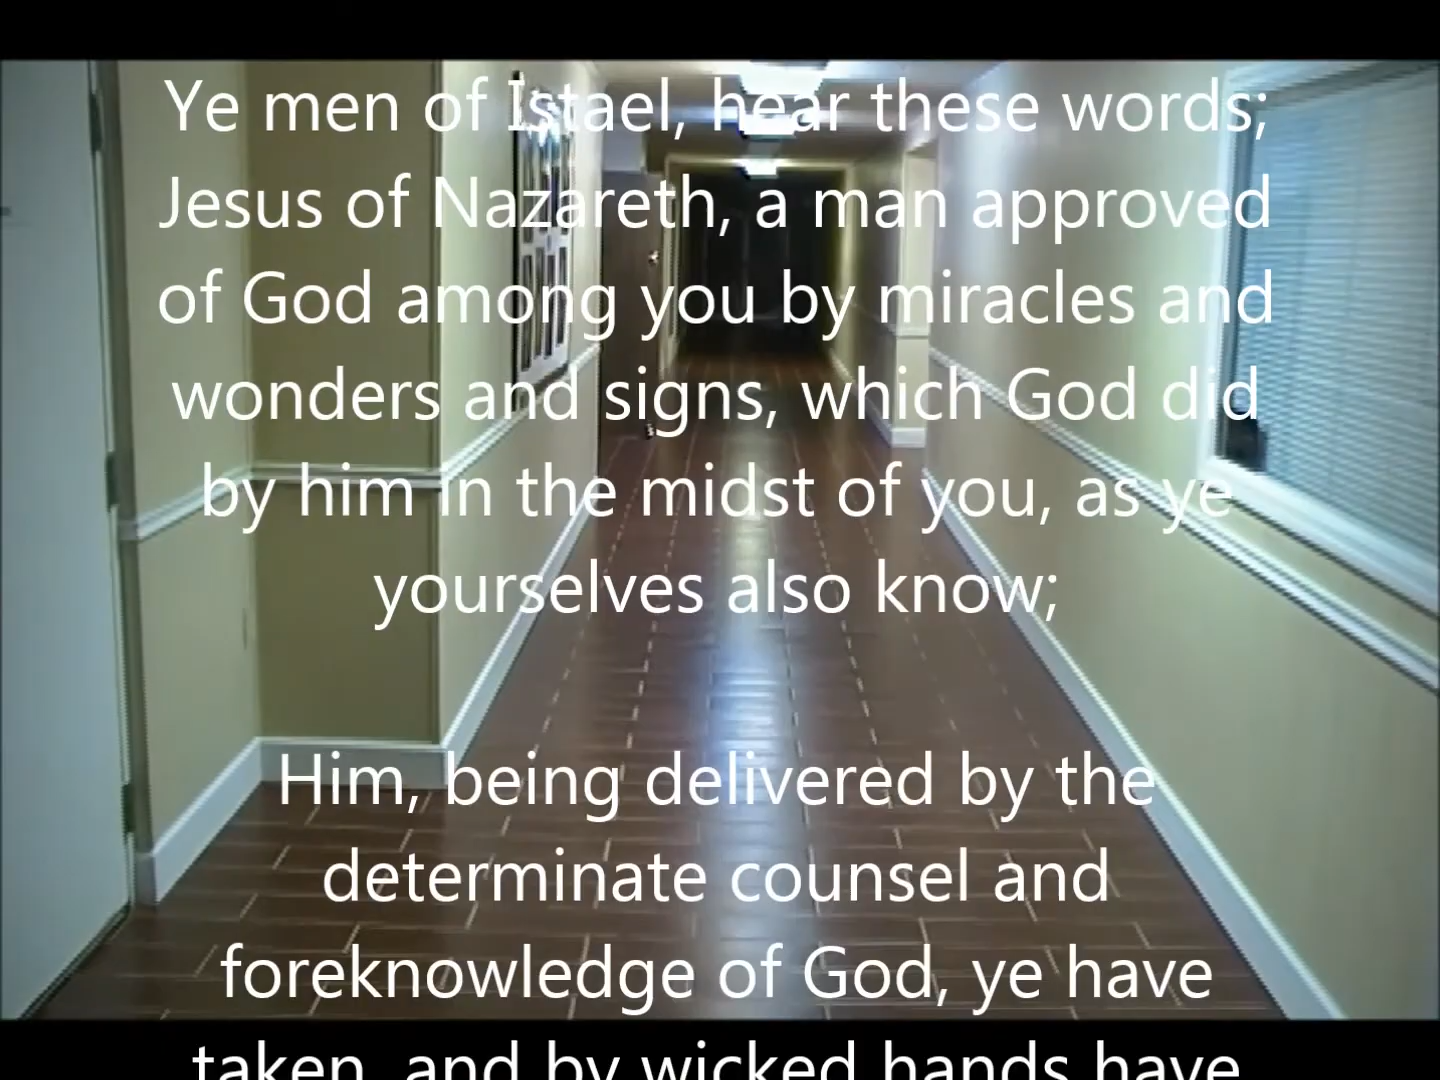 Ye men of Istael, hear these words;
Jesus of Nazareth, a man approved
of God among you by miracles and
wonders and signs, which God did
by him in the midst of you, as ye
yourselves also know;
Him, being delivered by the
determinate counsel and
foreknowledge of God, ye have
taken, and by wicked hands have